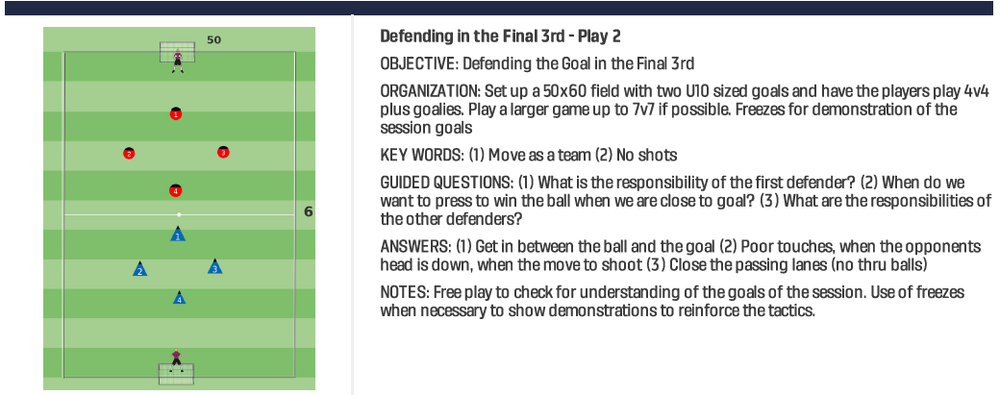 50
1
2
3
4
6
1
2
3
4
Defending in the Final 3rd - Play 2
OBJECTIVE: Defending the Goal in the Final 3rd
ORGANIZATION: Set up a 50x60 field with two U10 sized goals and have the players play 4v4
plus goalies. Play a larger game up to 7v7 if possible. Freezes for demonstration of the
session goals
KEY WORDS: (1) Move as a team (2) No shots
GUIDED QUESTIONS: (1) What is the responsibility of the first defender? (2) When do we
want to press to win the ball when we are close to goal? (3) What are the responsibilities of
the other defenders?
ANSWERS: (1) Get in between the ball and the goal (2) Poor touches, when the opponents
head is down, when the move to shoot (3) Close the passing lanes (no thru balls)
NOTES: Free play to check for understanding of the goals of the session. Use of freezes
when necessary to show demonstrations to reinforce the tactics.